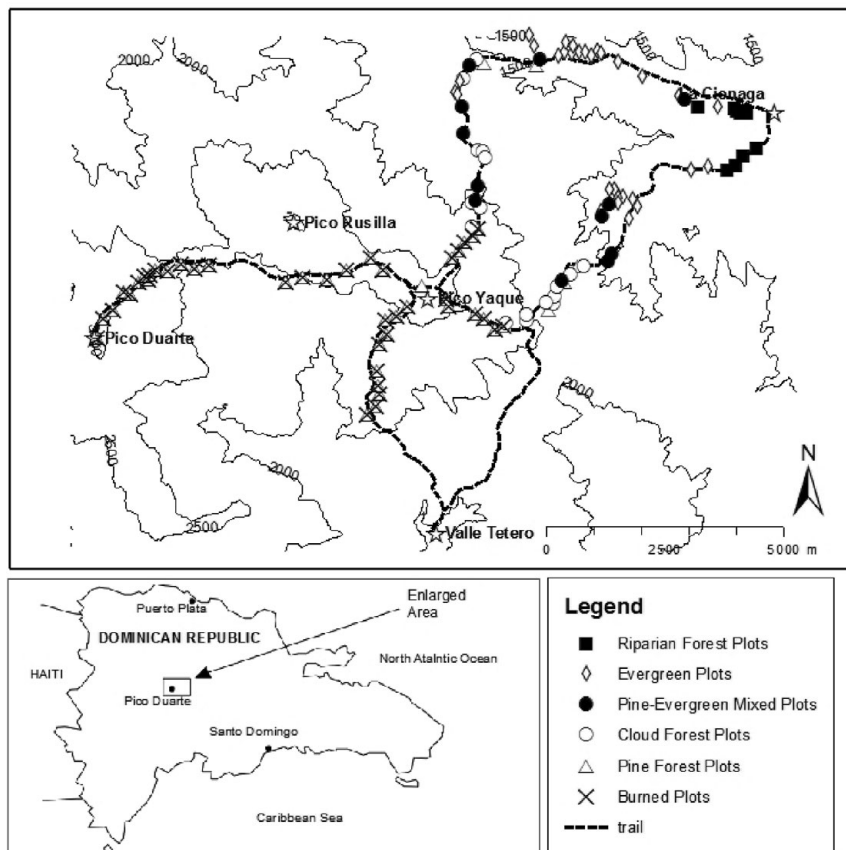 1500
1500
1500
2000
2000
1500
La Cienaga
Pico Rusilla
Pico Yaque
Pico Duarte
2000
2500
2000
N
2500
Valle Tetero
0
2500
5000 m
Puerto Plata
Enlarged
Area
DOMINICAN REPUBLIC
HAITI
North Atalntic Ocean
Pico Duarte
Santo Domingo
Caribbean Sea
Legend
Riparian Forest Plots
Evergreen Plots
Pine-Evergreen Mixed Plots
Cloud Forest Plots
Pine Forest Plots
Burned Plots
trail